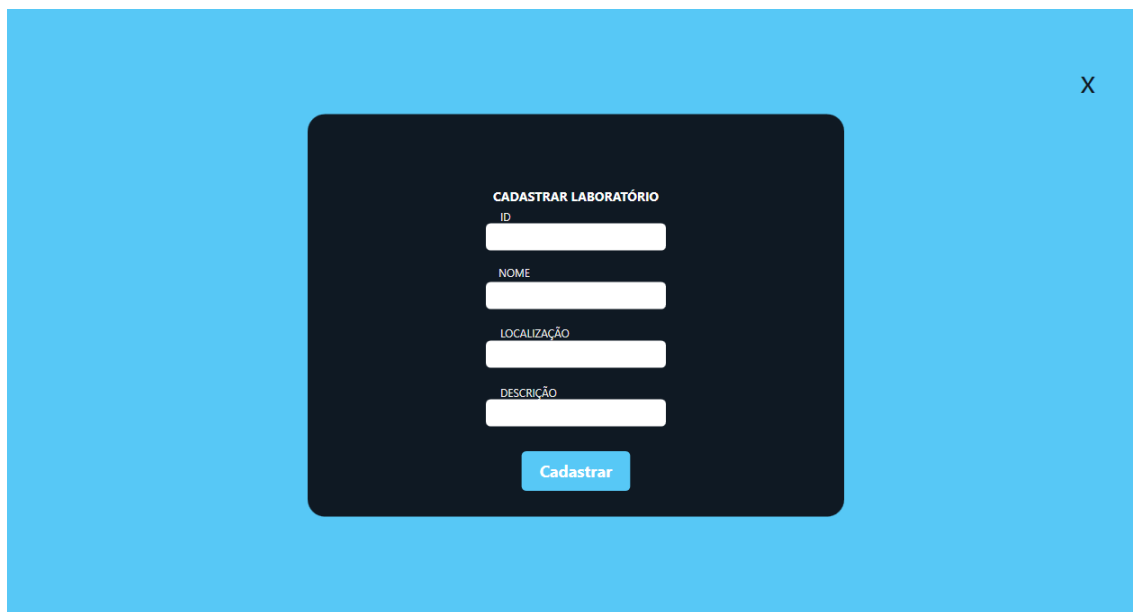 X
CADASTRAR LABORATÓRIO
ID
NOME
LOCALIZAÇÃO
DESCRIÇÃO
Cadastrar